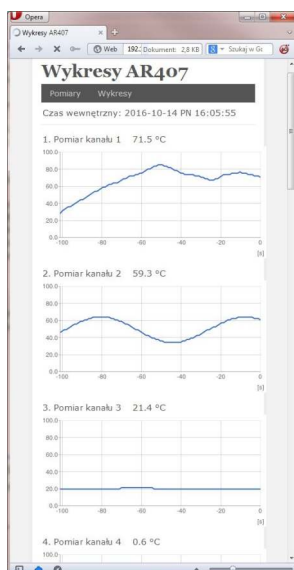 Opera
Wykresy AR407
Web 192. Dokument: 2,8 KB Szukaj w Gc
Wykresy AR407
Pomiary Wykresy
Czas wewnętrzny: 2016-10-14 PN 16:05:55
1. Pomiar kanału 1 71.5 °C
100.0
80.0
60.0
40.0
20.0
0.0
-100 -80 -60 -40 -20 0
[s]
2. Pomiar kanału 2 59.3 °C
100.0
80.0
60.0
40.0
20.0
0.0
-100 -80 -60 -40 -20 0
[s]
3. Pomiar kanału 3 21.4 °C
100.0
80.0
60.0
40.0
20.0
0.0
-100 -80 -60 -40 -20 0
[s]
4. Pomiar kanału 4 0.6 °C
100.0